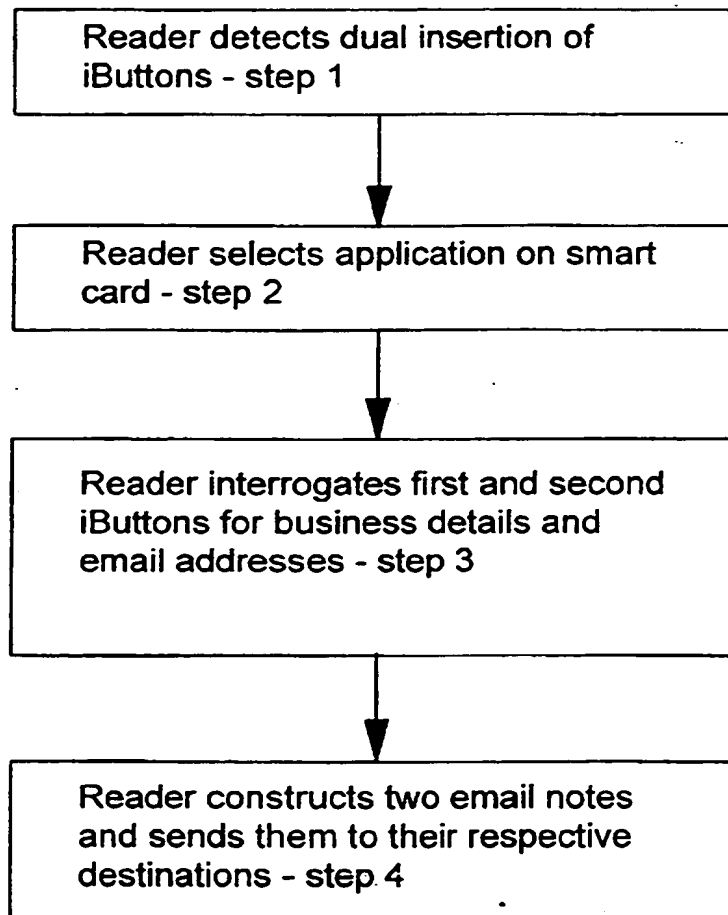 Reader detects dual insertion of
iButtons - step 1
Reader selects application on smart
card - step 2
Reader interrogates first and second
iButtons for business details and
email addresses - step 3
Reader constructs two email notes
and sends them to their respective
destinations - step 4